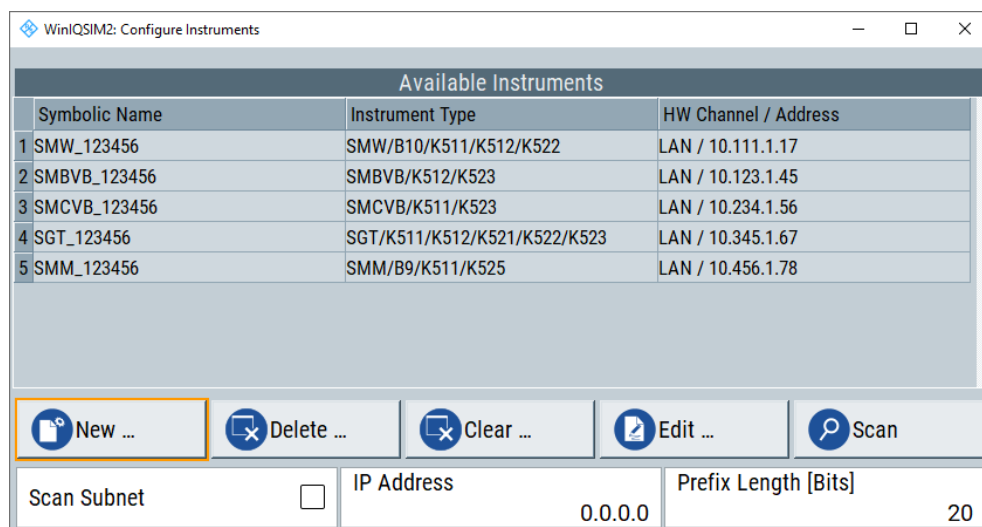 WinIQSIM2: Configure Instruments
Available Instruments
Symbolic Name Instrument Type HW Channel / Address
1 SMW_123456 SMW/B10/K511/K512/K522 LAN / 10.111.1.17
2 SMBVB_123456 SMBVB/K512/K523 LAN / 10.123.1.45
3 SMCVB_123456 SMCVB/K511/K523 LAN / 10.234.1.56
4 SGT_123456 SGT/K511/K512/K521/K522/K523 LAN / 10.345.1.67
5 SMM_123456 SMM/B9/K511/K525 LAN / 10.456.1.78
New ... Delete ... Clear ... Edit ... Scan
Scan Subnet IP Address Prefix Length [Bits]
0.0.0.0 20